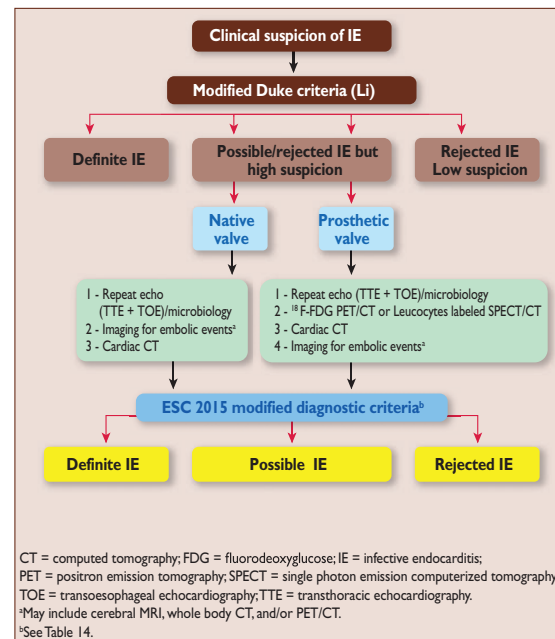 Clinical suspicion of IE
Modified Duke criteria (Li)
Definite IE
Possible/rejected IE but
high suspicion
Rejected IE
Low suspicion
Native
valve
Prosthetic
valve
1 - Repeat echo
(TTE + TOE)/microbiology
2 - Imaging for embolic eventsᵃ
3 - Cardiac CT
1 - Repeat echo (TTE + TOE)/microbiology
2 - ¹⁸ F-FDG PET/CT or Leucocytes labeled SPECT/CT
3 - Cardiac CT
4 - Imaging for embolic eventsᵃ
ESC 2015 modified diagnostic criteriaᵇ
Definite IE
Possible IE
Rejected IE
CT = computed tomography; FDG = fluorodeoxyglucose; IE = infective endocarditis;
PET = positron emission tomography; SPECT = single photon emission computerized tomography
TOE = transoesophageal echocardiography; TTE = transthoracic echocardiography.
ᵃMay include cerebral MRI, whole body CT, and/or PET/CT.
ᵇSee Table 14.